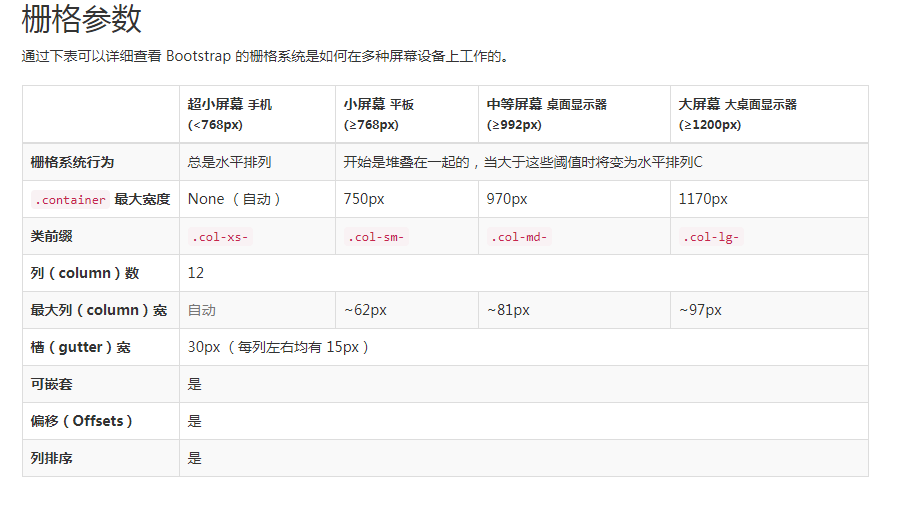 栅格参数
通过下表可以详细查看 Bootstrap 的栅格系统是如何在多种屏幕设备上工作的。
超小屏幕 手机 (<768px) 小屏幕 平板 (≥768px) 中等屏幕 桌面显示器 (≥992px) 大屏幕 大桌面显示器 (≥1200px)
栅格系统行为 总是水平排列 开始是堆叠在一起的，当大于这些阈值时将变为水平排列C
.container 最大宽度 None （自动） 750px 970px 1170px
类前缀 .col-xs- .col-sm- .col-md- .col-lg-
列（column）数 12
最大列（column）宽 自动 ~62px ~81px ~97px
槽（gutter）宽 30px （每列左右均有 15px）
可嵌套 是
偏移（Offsets） 是
列排序 是